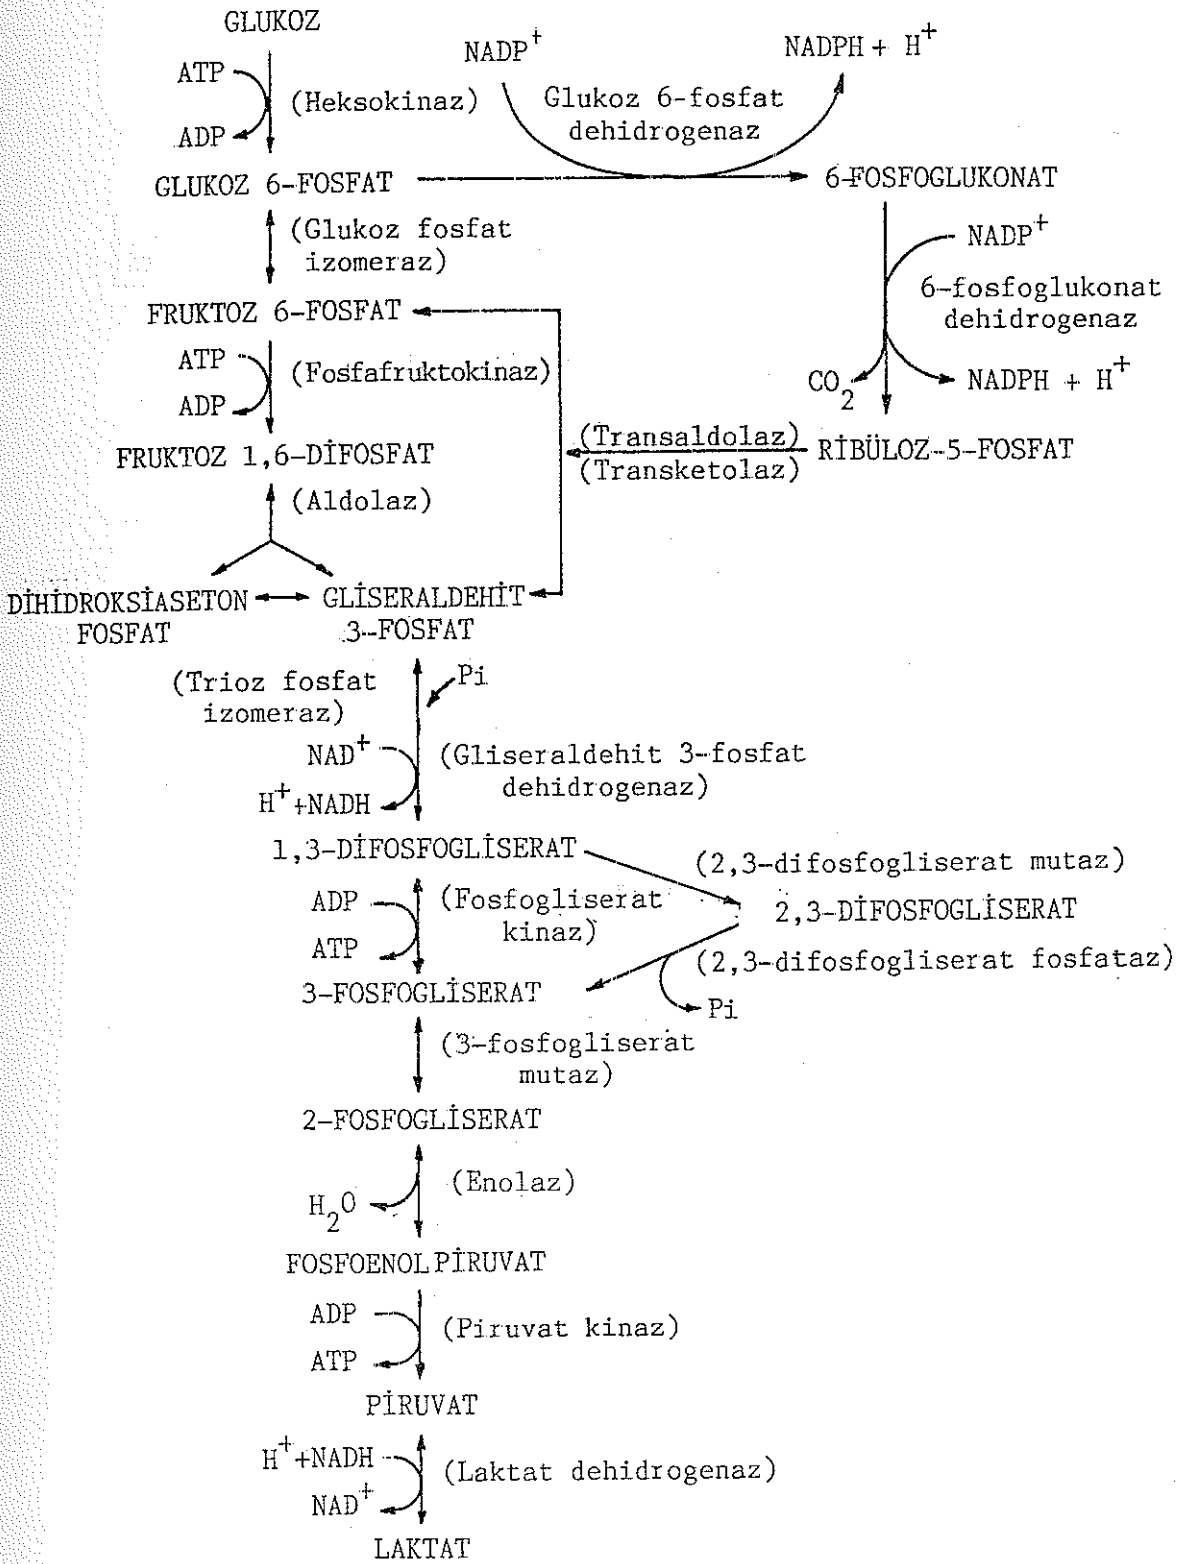 GLUKOZ
NADP+
NADPH + H+
ATP
(Heksokinaz)
Glukoz 6-fosfat
dehidrogenaz
ADP
GLUKOZ 6-FOSFAT
6-FOSFOGLUKONAT
(Glukoz fosfat
izomeraz)
NADP+
6-fosfoglukonat
dehidrogenaz
FRUKTOZ 6-FOSFAT
ATP
(Fosfafruktokinaz)
ADP
CO2
NADPH + H+
FRUKTOZ 1,6-DİFOSFAT
(Transaldolaz)
(Transketolaz)
RİBÜLOZ-5-FOSFAT
(Aldolaz)
DİHİDROKSİASETON
FOSFAT
GLİSERALDEHİT
3-FOSFAT
(Trioz fosfat
izomeraz)
Pi
NAD+
(Gliseraldehit 3-fosfat
dehidrogenaz)
H++NADH
1,3-DİFOSFOGLİSERAT
(2,3-difosfogliserat mutaz)
ADP
(Fosfogliserat
kinaz)
2,3-DİFOSFOGLİSERAT
ATP
(2,3-difosfogliserat fosfataz)
3-FOSFOGLİSERAT
Pi
(3-fosfogliserat
mutaz)
2-FOSFOGLİSERAT
(Enolaz)
H2O
FOSFOENOLPİRUVAT
ADP
(Piruvat kinaz)
ATP
PİRUVAT
H++NADH
(Laktat dehidrogenaz)
NAD+
LAKTAT